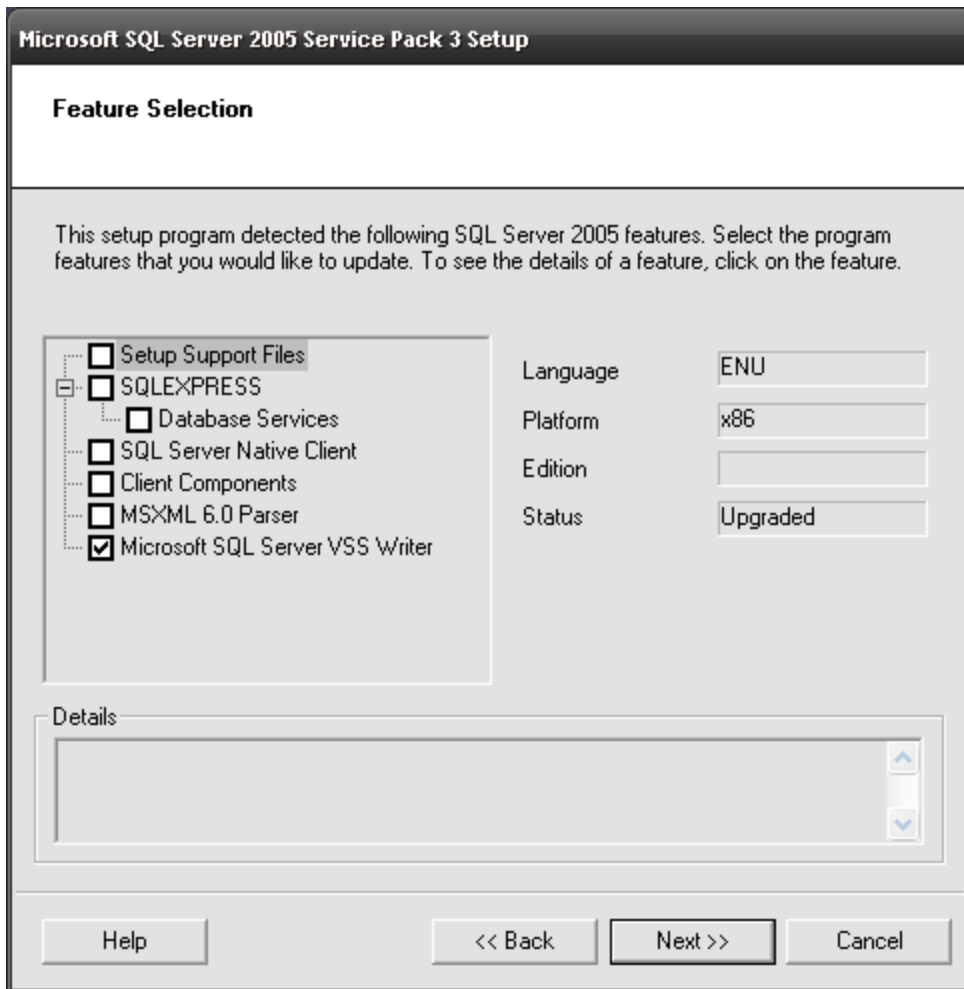 Microsoft SQL Server 2005 Service Pack 3 Setup
Feature Selection
This setup program detected the following SQL Server 2005 features. Select the program
features that you would like to update. To see the details of a feature, click on the feature.
Setup Support Files
SQLEXPRESS
Database Services
SQL Server Native Client
Client Components
MSXML 6.0 Parser
Microsoft SQL Server VSS Writer
Language ENU
Platform x86
Edition
Status Upgraded
Details
Help << Back Next >> Cancel